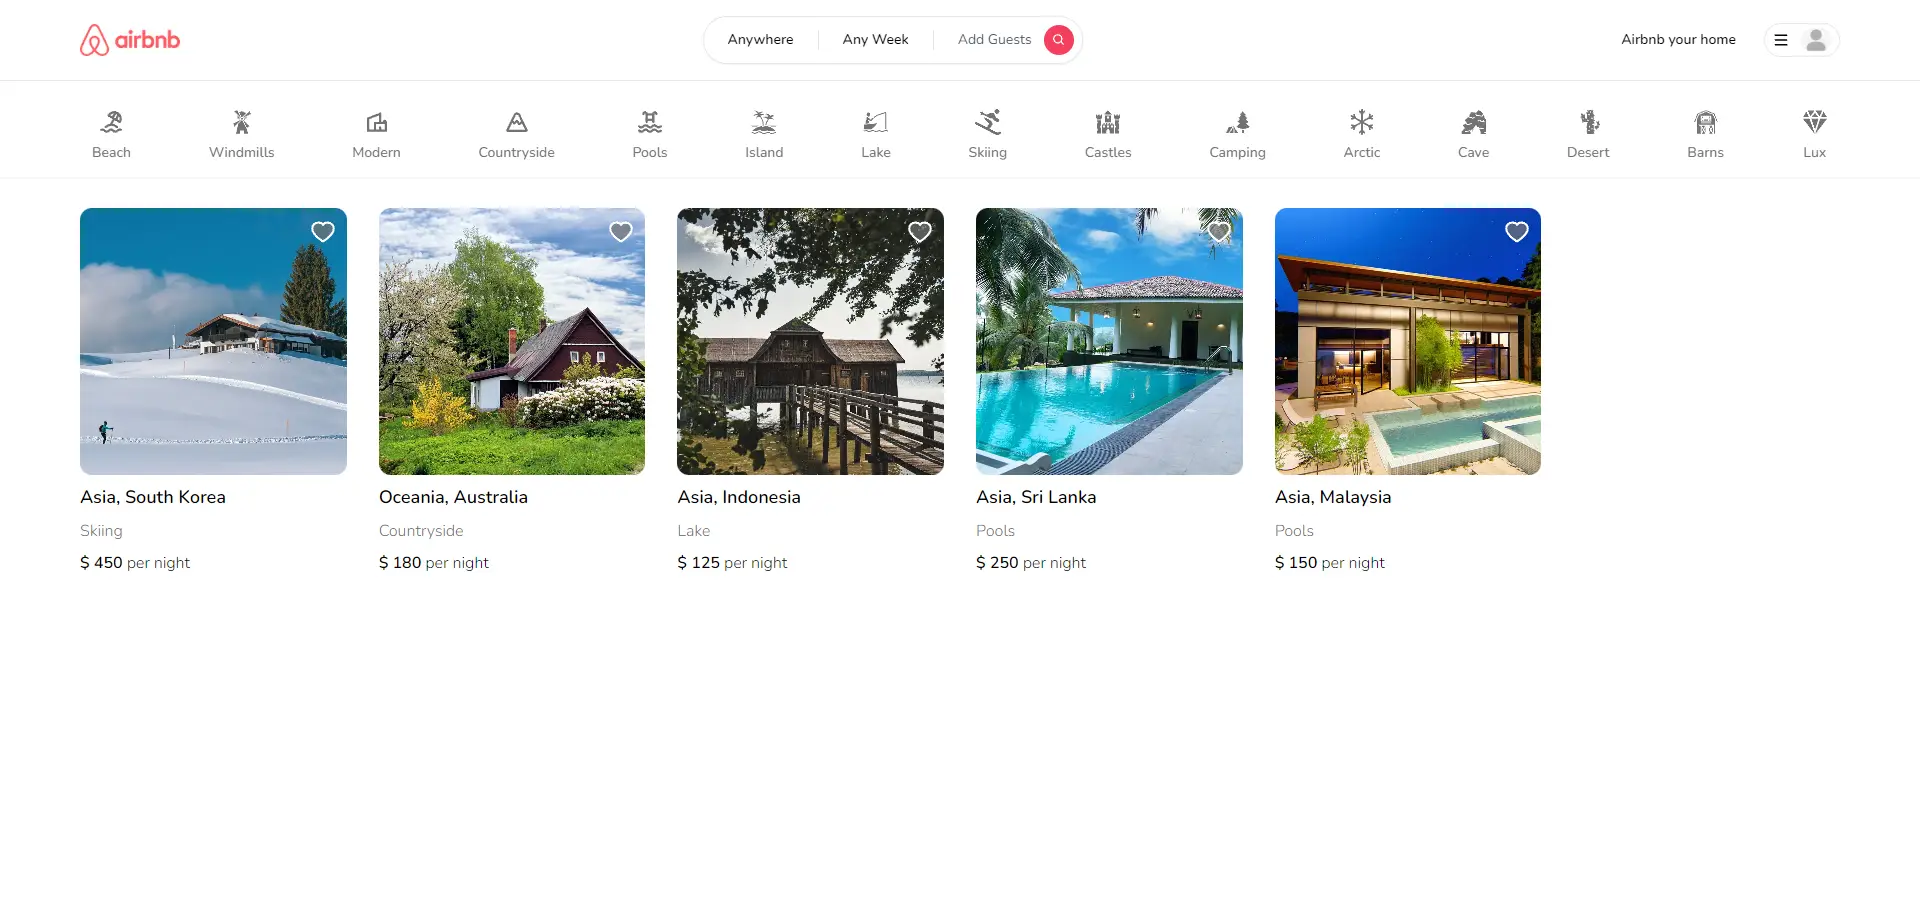 airbnb
Anywhere Any Week Add Guests
Airbnb your home
Beach Windmills Modern Countryside Pools Island Lake Skiing Castles Camping Arctic Cave Desert Barns Lux
Asia, South Korea
Skiing
$ 450 per night
Oceania, Australia
Countryside
$ 180 per night
Asia, Indonesia
Lake
$ 125 per night
Asia, Sri Lanka
Pools
$ 250 per night
Asia, Malaysia
Pools
$ 150 per night